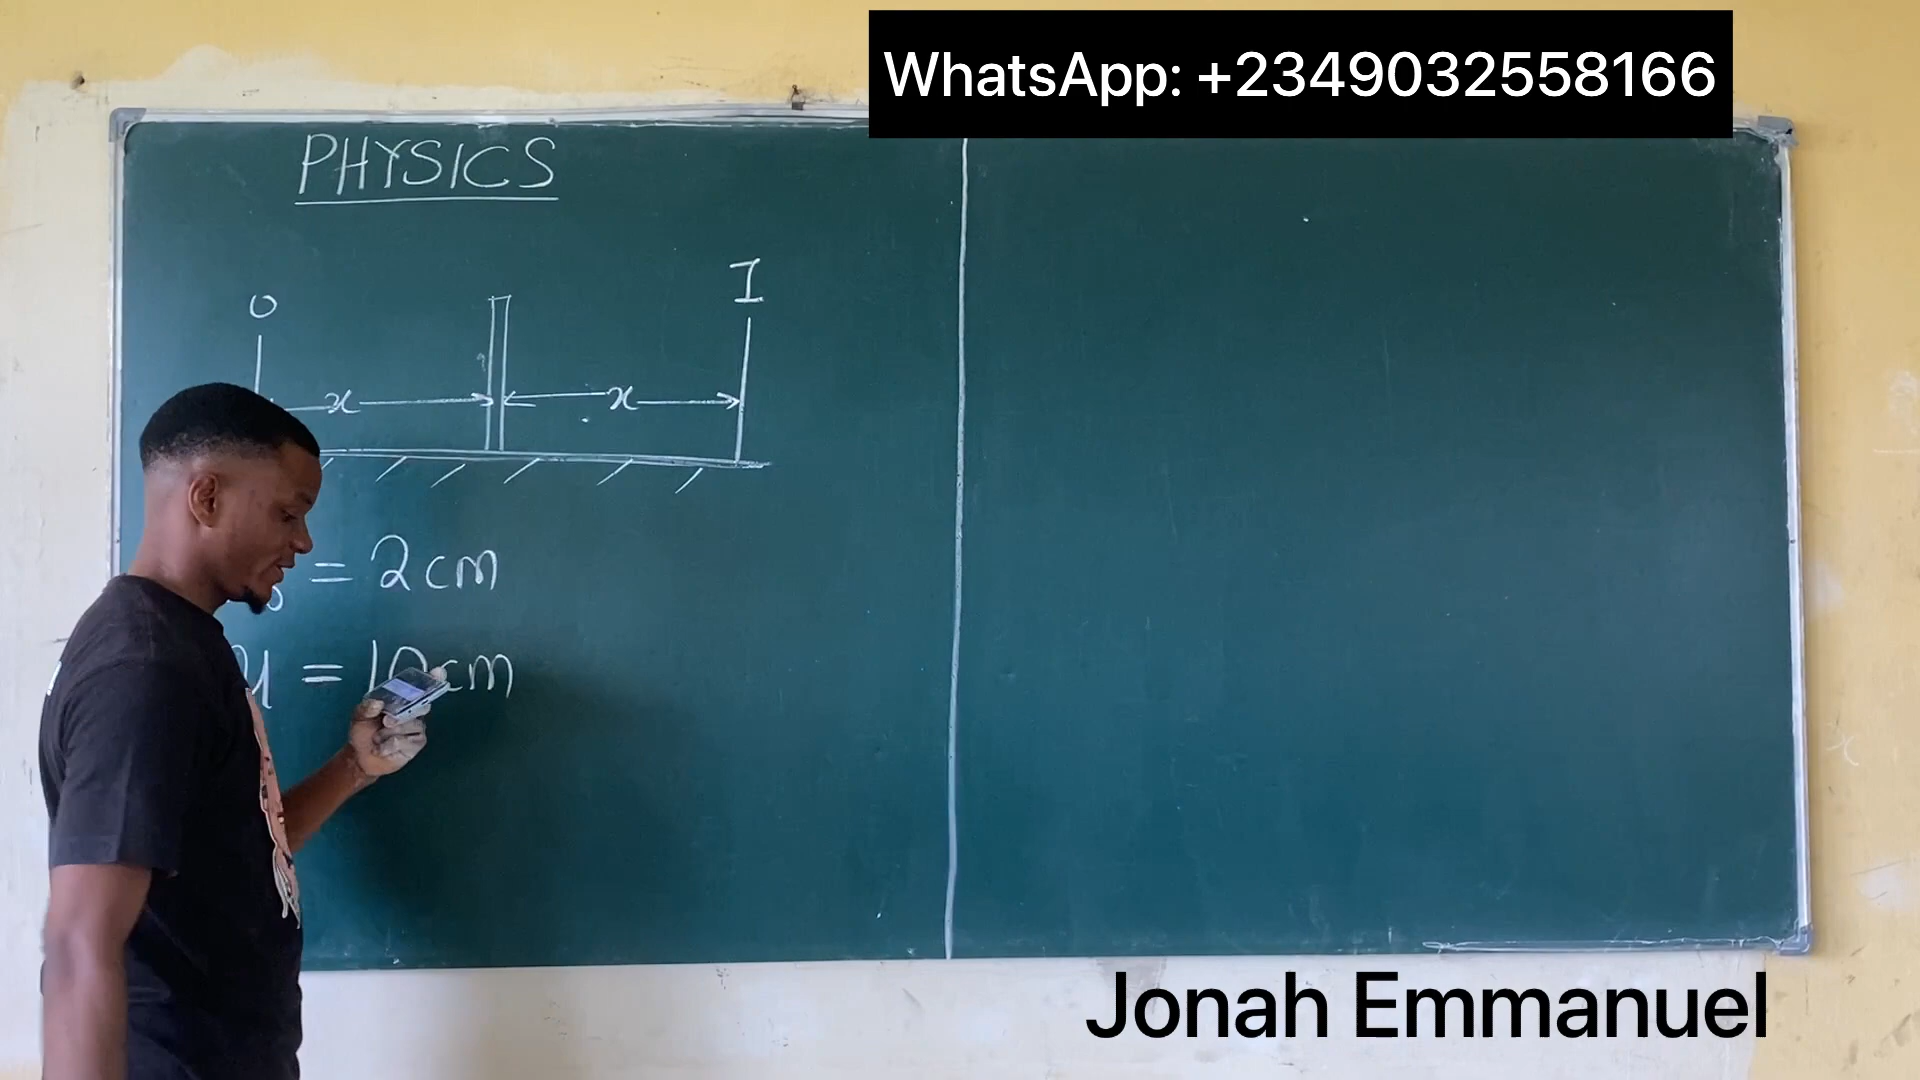 WhatsApp: +2349032558166
PHYSICS
O
I
x
x
= 2cm
u = 10cm
Jonah Emmanuel